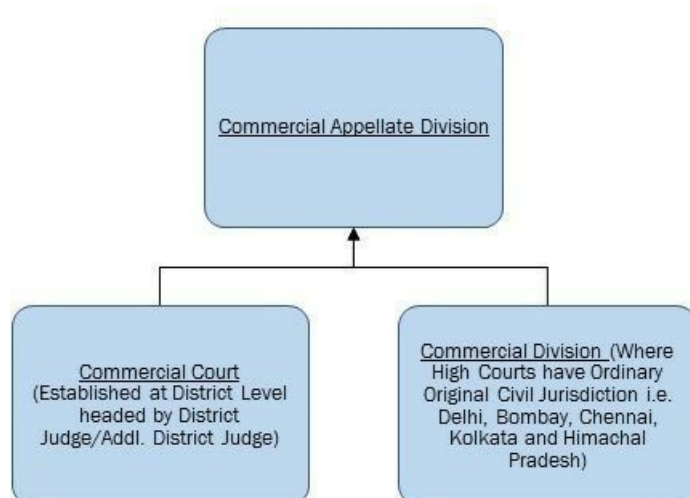 Commercial Appellate Division
Commercial Court
(Established at District Level
headed by District
Judge/Addl. District Judge)
Commercial Division (Where
High Courts have Ordinary
Original Civil Jurisdiction i.e.
Delhi, Bombay, Chennai,
Kolkata and Himachal
Pradesh)